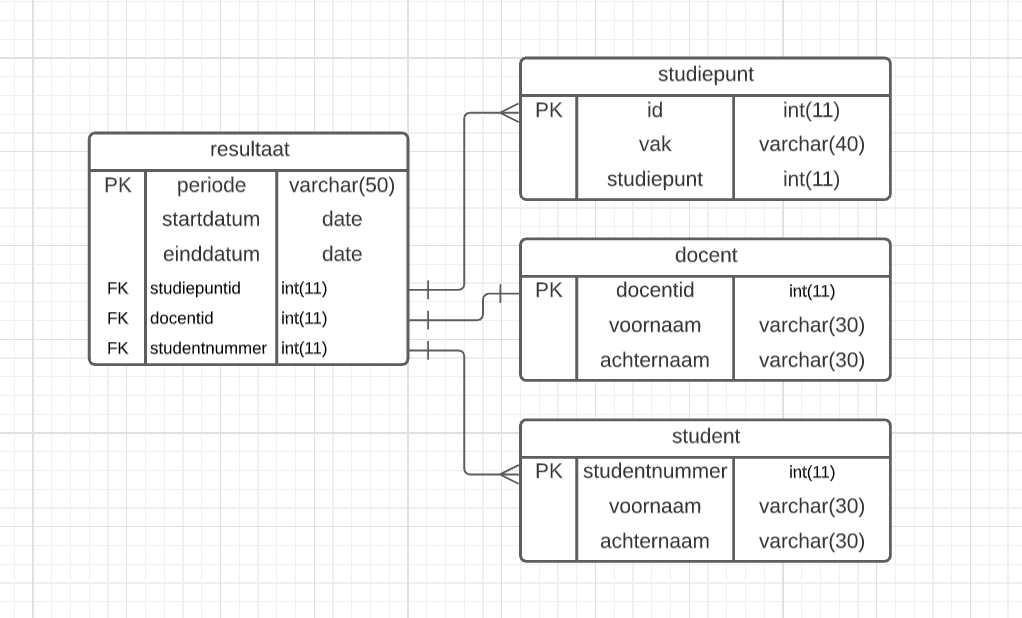 resultaat
PK periode varchar(50)
startdatum date
einddatum date
FK studiepuntid int(11)
FK docentid int(11)
FK studentnummer int(11)
studiepunt
PK id int(11)
vak varchar(40)
studiepunt int(11)
docent
PK docentid int(11)
voornaam varchar(30)
achternaam varchar(30)
student
PK studentnummer int(11)
voornaam varchar(30)
achternaam varchar(30)